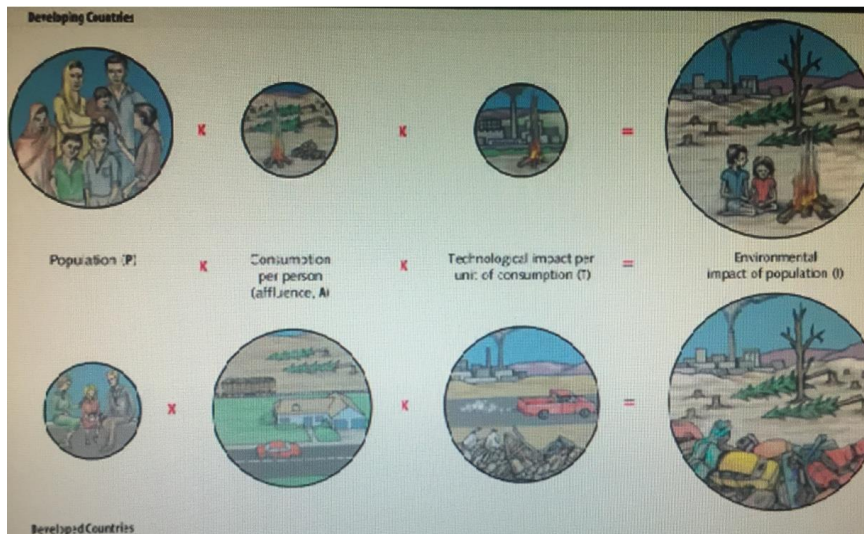 Developing Countries
x x =
Population (P) x Consumption x Technological impact per = Environmental
per person unit of consumption (T) impact of population (I)
(affluence, A)
x x =
Developed Countries